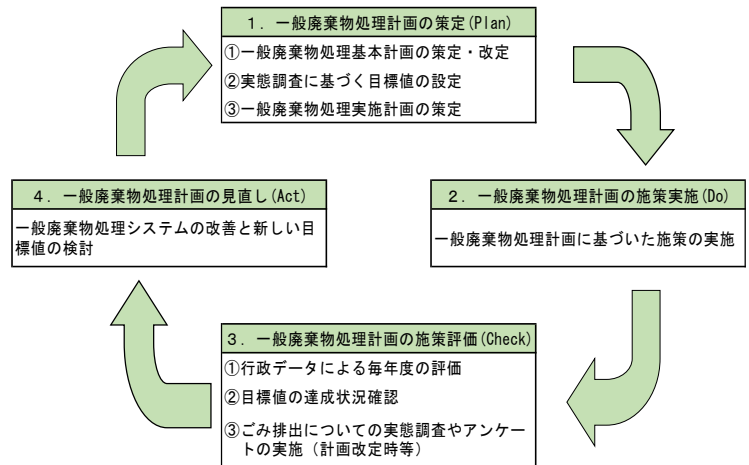 １．一般廃棄物処理計画の策定(Plan)
①一般廃棄物処理基本計画の策定・改定
②実態調査に基づく目標値の設定
③一般廃棄物処理実施計画の策定
２．一般廃棄物処理計画の施策実施(Do)
一般廃棄物処理計画に基づいた施策の実施
３．一般廃棄物処理計画の施策評価(Check)
①行政データによる毎年度の評価
②目標値の達成状況確認
③ごみ排出についての実態調査やアンケー
トの実施（計画改定時等）
４．一般廃棄物処理計画の見直し(Act)
一般廃棄物処理システムの改善と新しい目
標値の検討